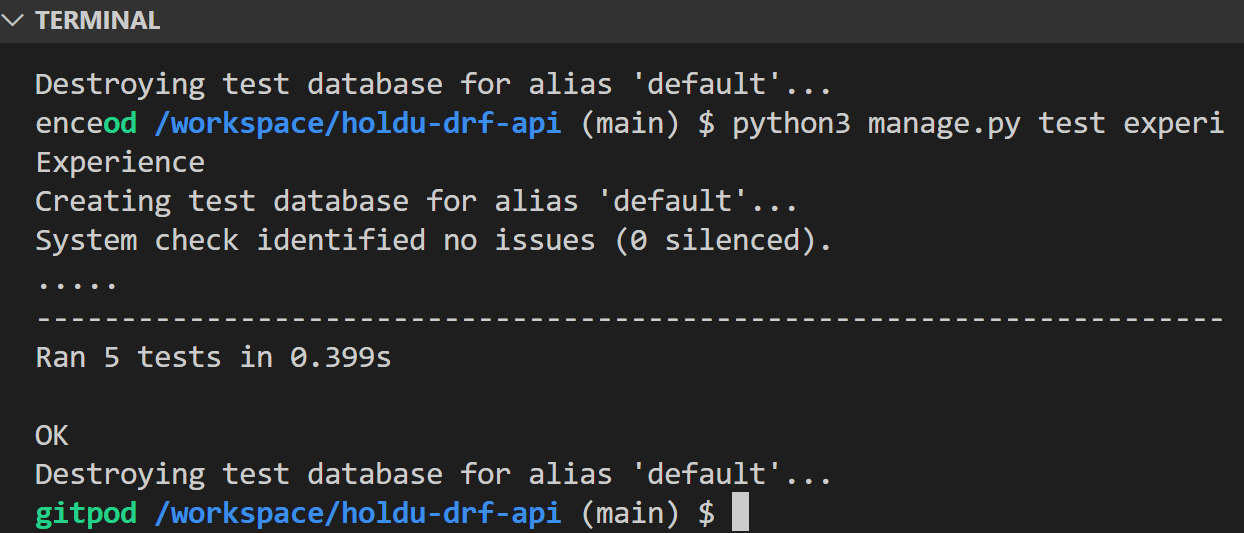 TERMINAL
Destroying test database for alias 'default'...
enceod /workspace/holdu-drf-api (main) $ python3 manage.py test experi
Experience
Creating test database for alias 'default'...
System check identified no issues (0 silenced).
.....
----------------------------------------------------------------------
Ran 5 tests in 0.399s
OK
Destroying test database for alias 'default'...
gitpod /workspace/holdu-drf-api (main) $